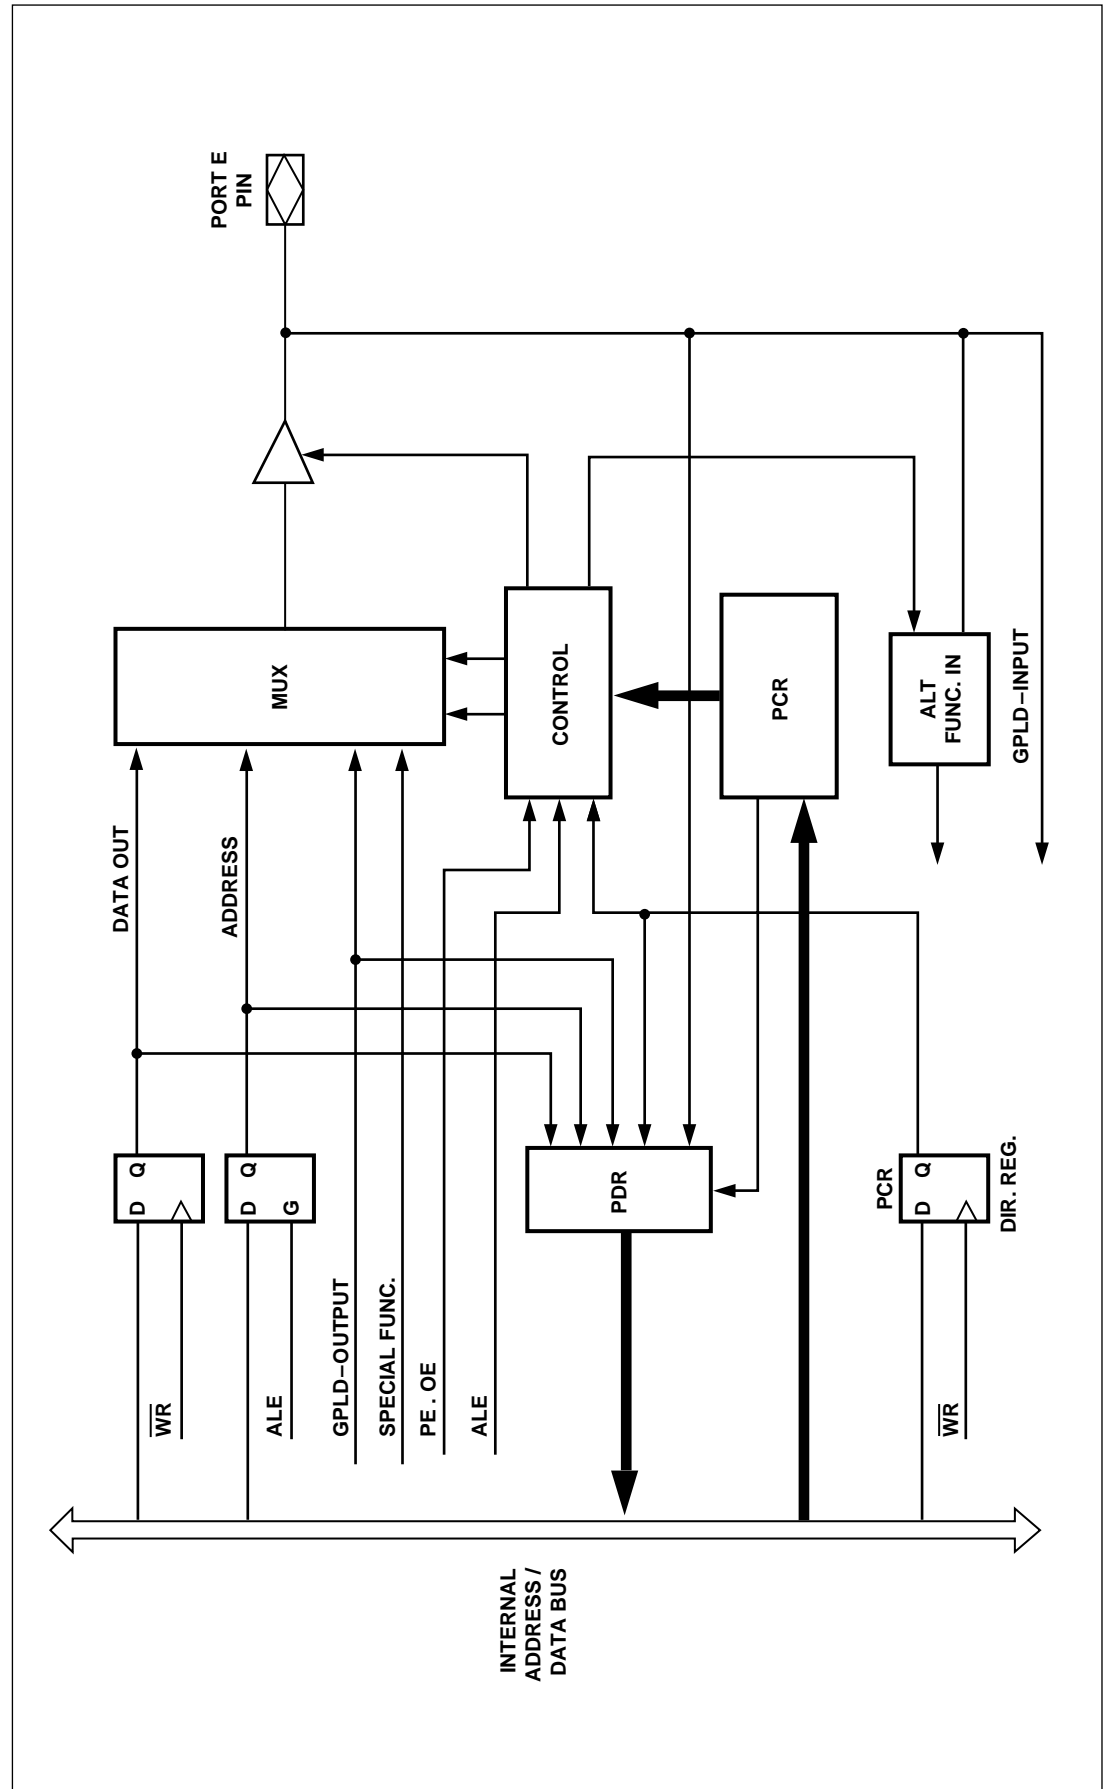 PORT E
PIN
DATA OUT
MUX
ADDRESS
D Q
WR
D Q
G
ALE
GPLD–OUTPUT
SPECIAL FUNC.
PE . OE
ALE
CONTROL
PDR
PCR
INTERNAL
ADDRESS /
DATA BUS
ALT
FUNC. IN
PCR
D Q
DIR. REG.
WR
GPLD–INPUT